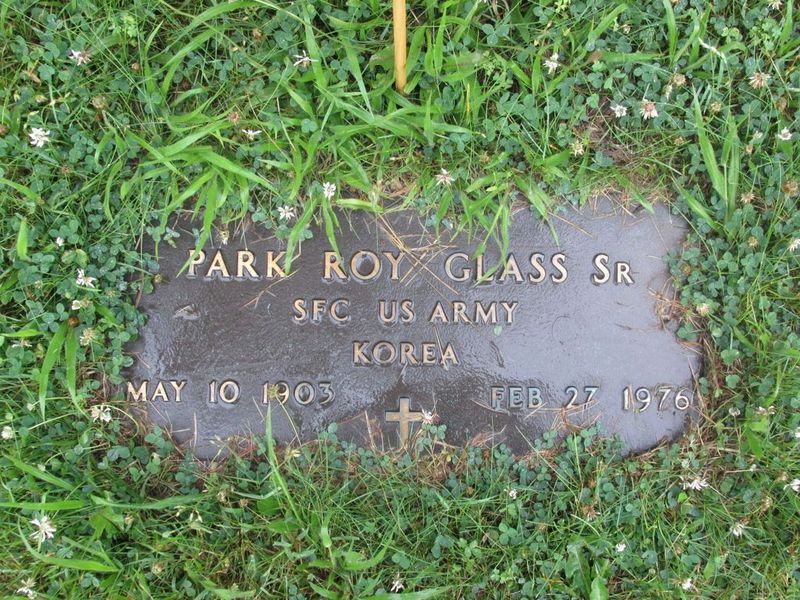 PARK ROY GLASS SR
SFC US ARMY
KOREA
MAY 10 1903 FEB 27 1976